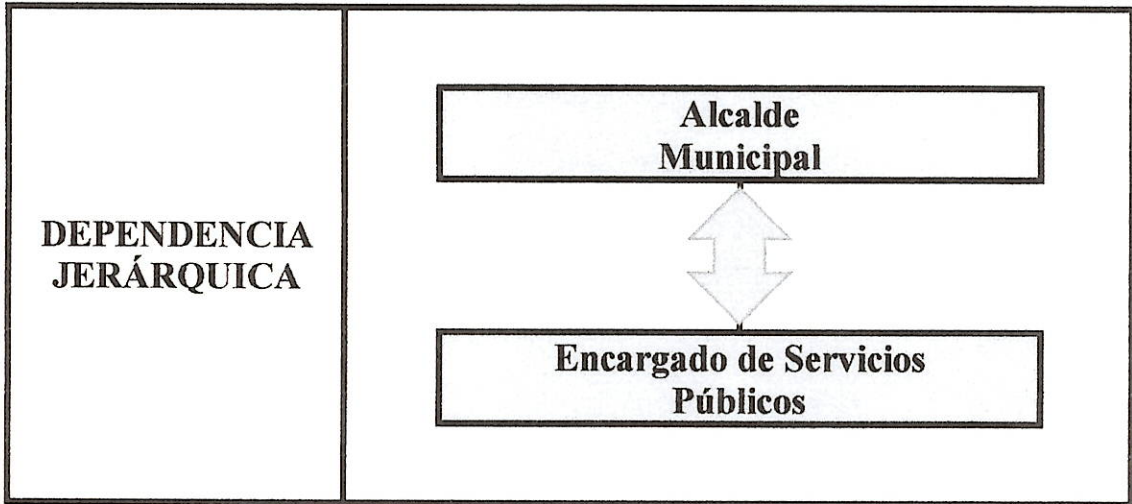 DEPENDENCIA
JERÁRQUICA
Alcalde
Municipal
Encargado de Servicios
Públicos